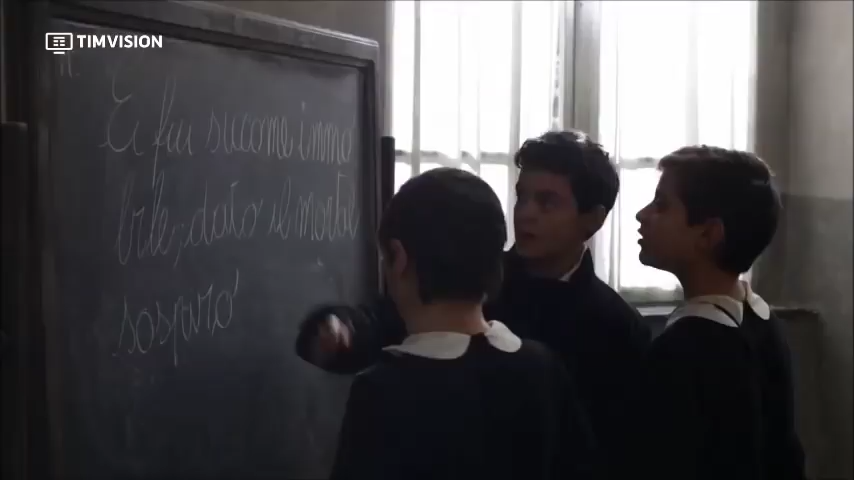 TIMVISION
Ei fu siccome immo
bile, dato il mortal
sospiro